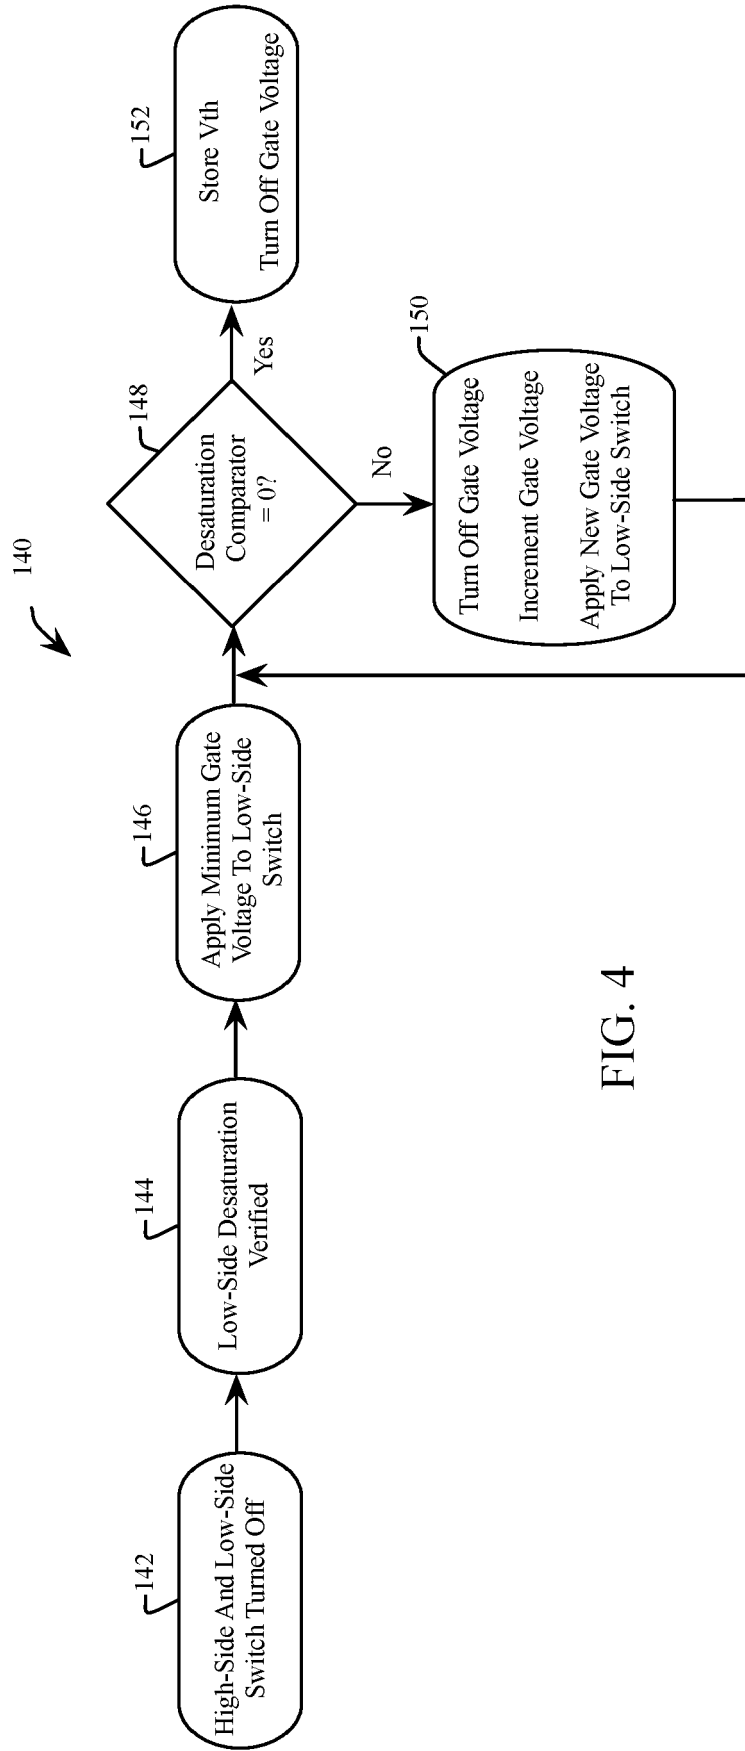 140
142
High-Side And Low-Side
Switch Turned Off
144
Low-Side Desaturation
Verified
146
Apply Minimum Gate
Voltage To Low-Side
Switch
148
Desaturation
Comparator
= 0?
Yes
No
152
Store Vth
Turn Off Gate Voltage
150
Turn Off Gate Voltage
Increment Gate Voltage
Apply New Gate Voltage
To Low-Side Switch
FIG. 4